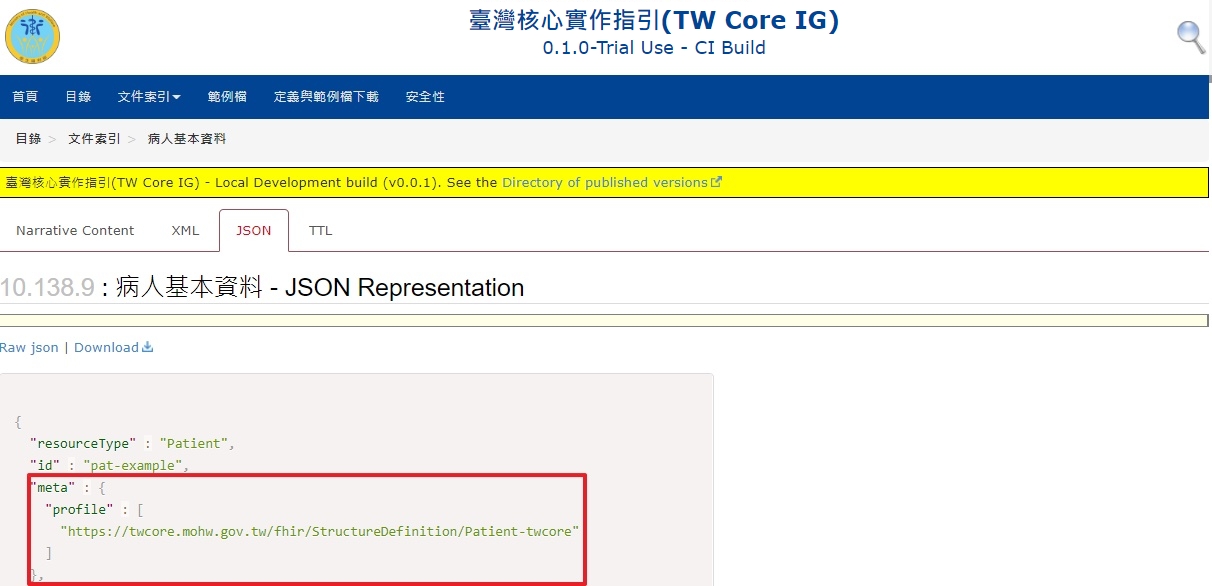 臺灣核心實作指引(TW Core IG)
0.1.0-Trial Use - CI Build
首頁 目錄 文件索引 範例檔 定義與範例檔下載 安全性
目錄 > 文件索引 > 病人基本資料
臺灣核心實作指引(TW Core IG) - Local Development build (v0.0.1). See the Directory of published versions
Narrative Content XML JSON TTL
10.138.9 : 病人基本資料 - JSON Representation
Raw json | Download
{
"resourceType" : "Patient",
"id" : "pat-example",
"meta" : {
"profile" : [
"https://twcore.mohw.gov.tw/fhir/StructureDefinition/Patient-twcore"
]
},